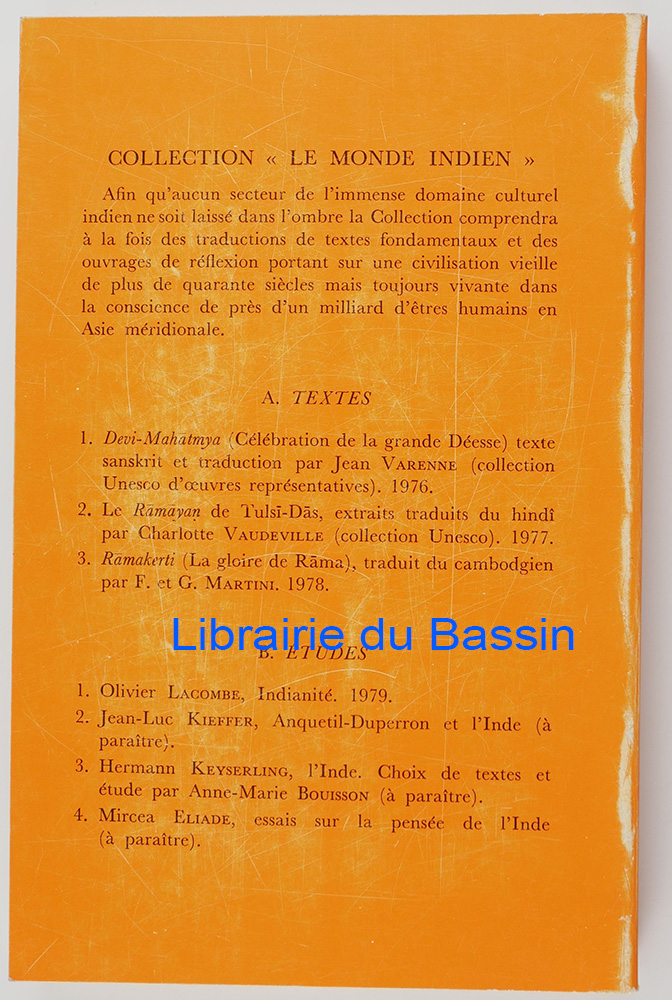 COLLECTION « LE MONDE INDIEN »
Afin qu'aucun secteur de l'immense domaine culturel
indien ne soit laissé dans l'ombre la Collection comprendra
à la fois des traductions de textes fondamentaux et des
ouvrages de réflexion portant sur une civilisation vieille
de plus de quarante siècles mais toujours vivante dans
la conscience de près d'un milliard d'êtres humains en
Asie méridionale.
A. TEXTES
1. Devi-Mahatmya (Célébration de la grande Déesse) texte
sanskrit et traduction par Jean VARENNE (collection
Unesco d'œuvres représentatives). 1976.
2. Le Rāmāyaṇ de Tulsī-Dās, extraits traduits du hindî
par Charlotte VAUDEVILLE (collection Unesco). 1977.
3. Rāmakerti (La gloire de Rāma), traduit du cambodgien
par F. et G. MARTINI. 1978.
Librairie du Bassin
B. ETUDES
1. Olivier LACOMBE, Indianité. 1979.
2. Jean-Luc KIEFFER, Anquetil-Duperron et l'Inde (à
paraître).
3. Hermann KEYSERLING, l'Inde. Choix de textes et
étude par Anne-Marie BOUISSON (à paraître).
4. Mircea ELIADE, essais sur la pensée de l'Inde
(à paraître).